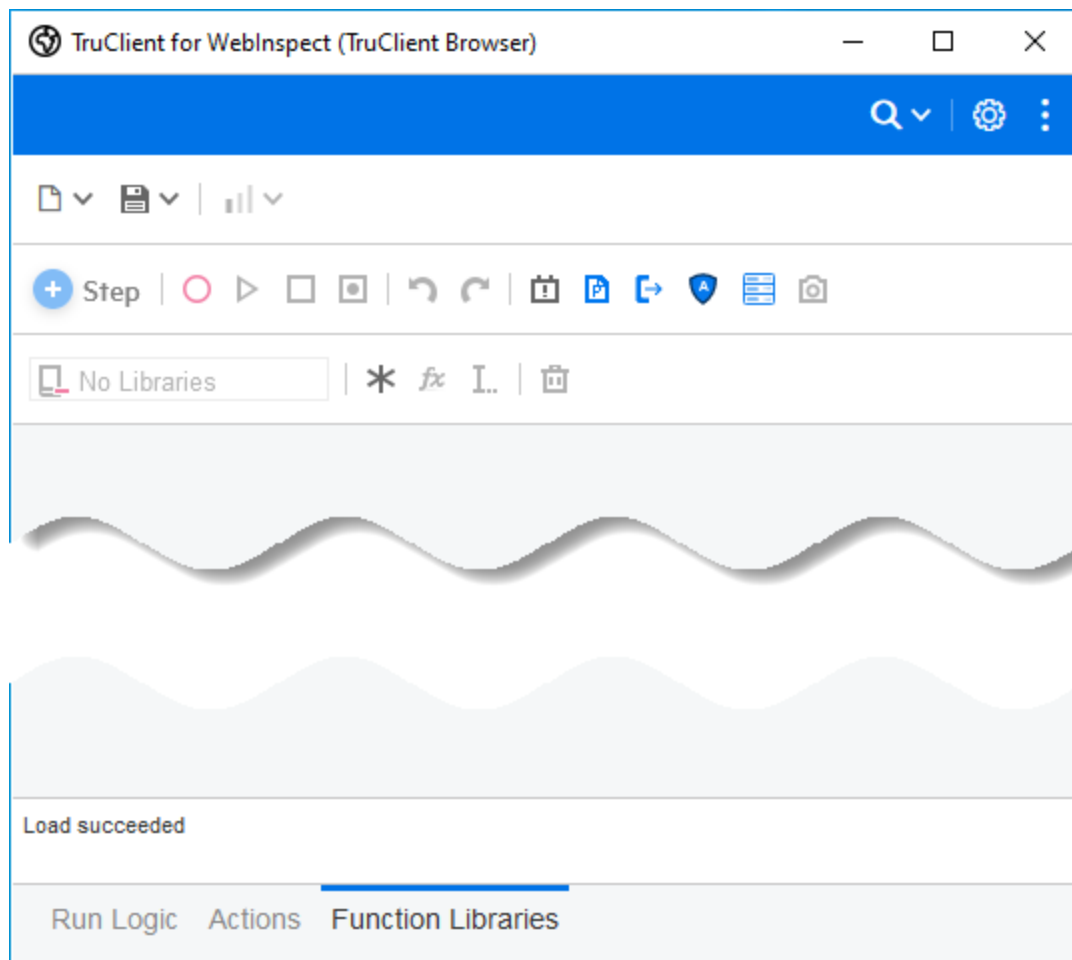 TruClient for WebInspect (TruClient Browser)
Step
No Libraries
fx
I..
Load succeeded
Run Logic Actions Function Libraries